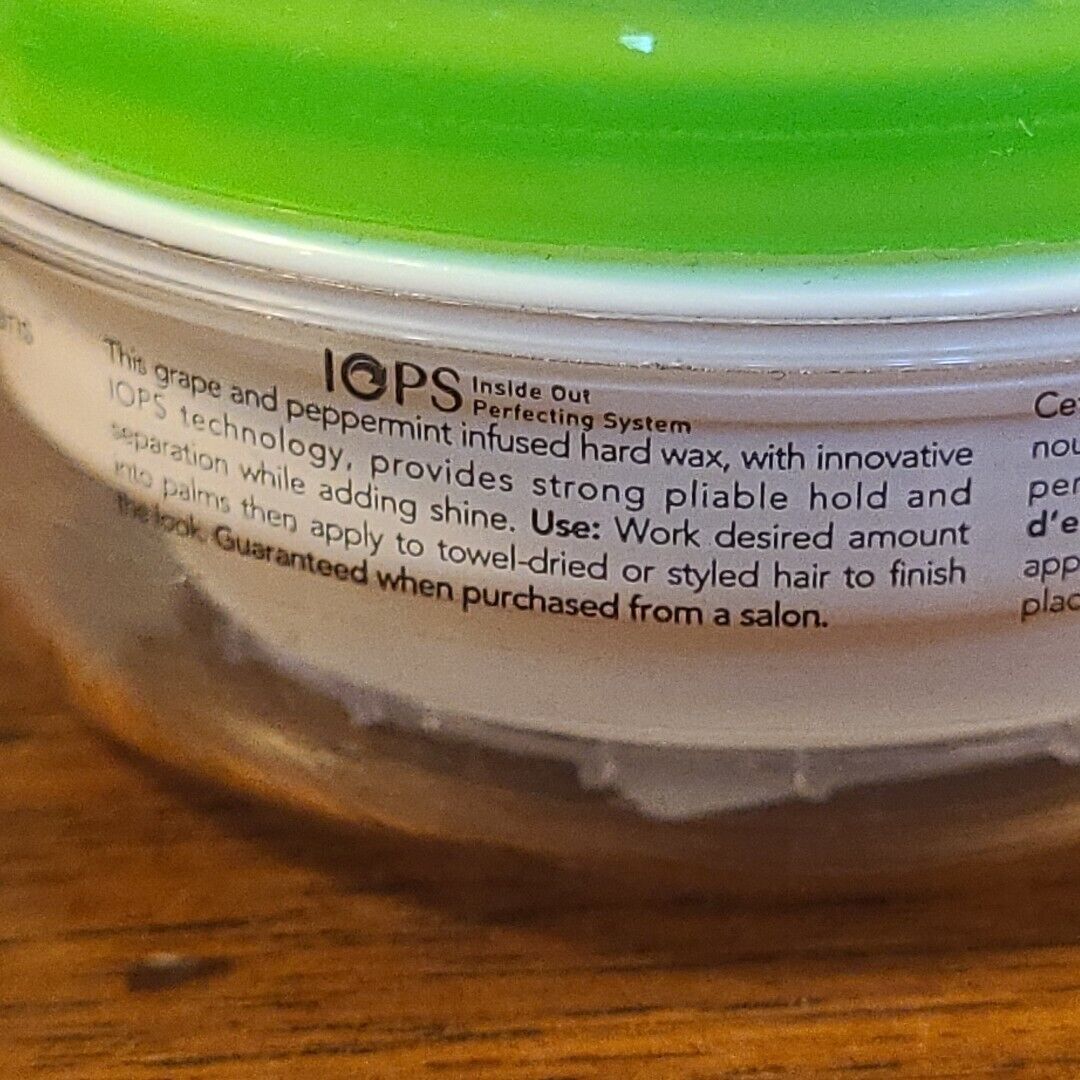 IOPS Inside Out
Perfecting System
This grape and peppermint infused hard wax, with innovative
IOPS technology, provides strong pliable hold and
separation while adding shine. Use: Work desired amount
into palms then apply to towel-dried or styled hair to finish
the look. Guaranteed when purchased from a salon.
nou
per
d'e
app
plac